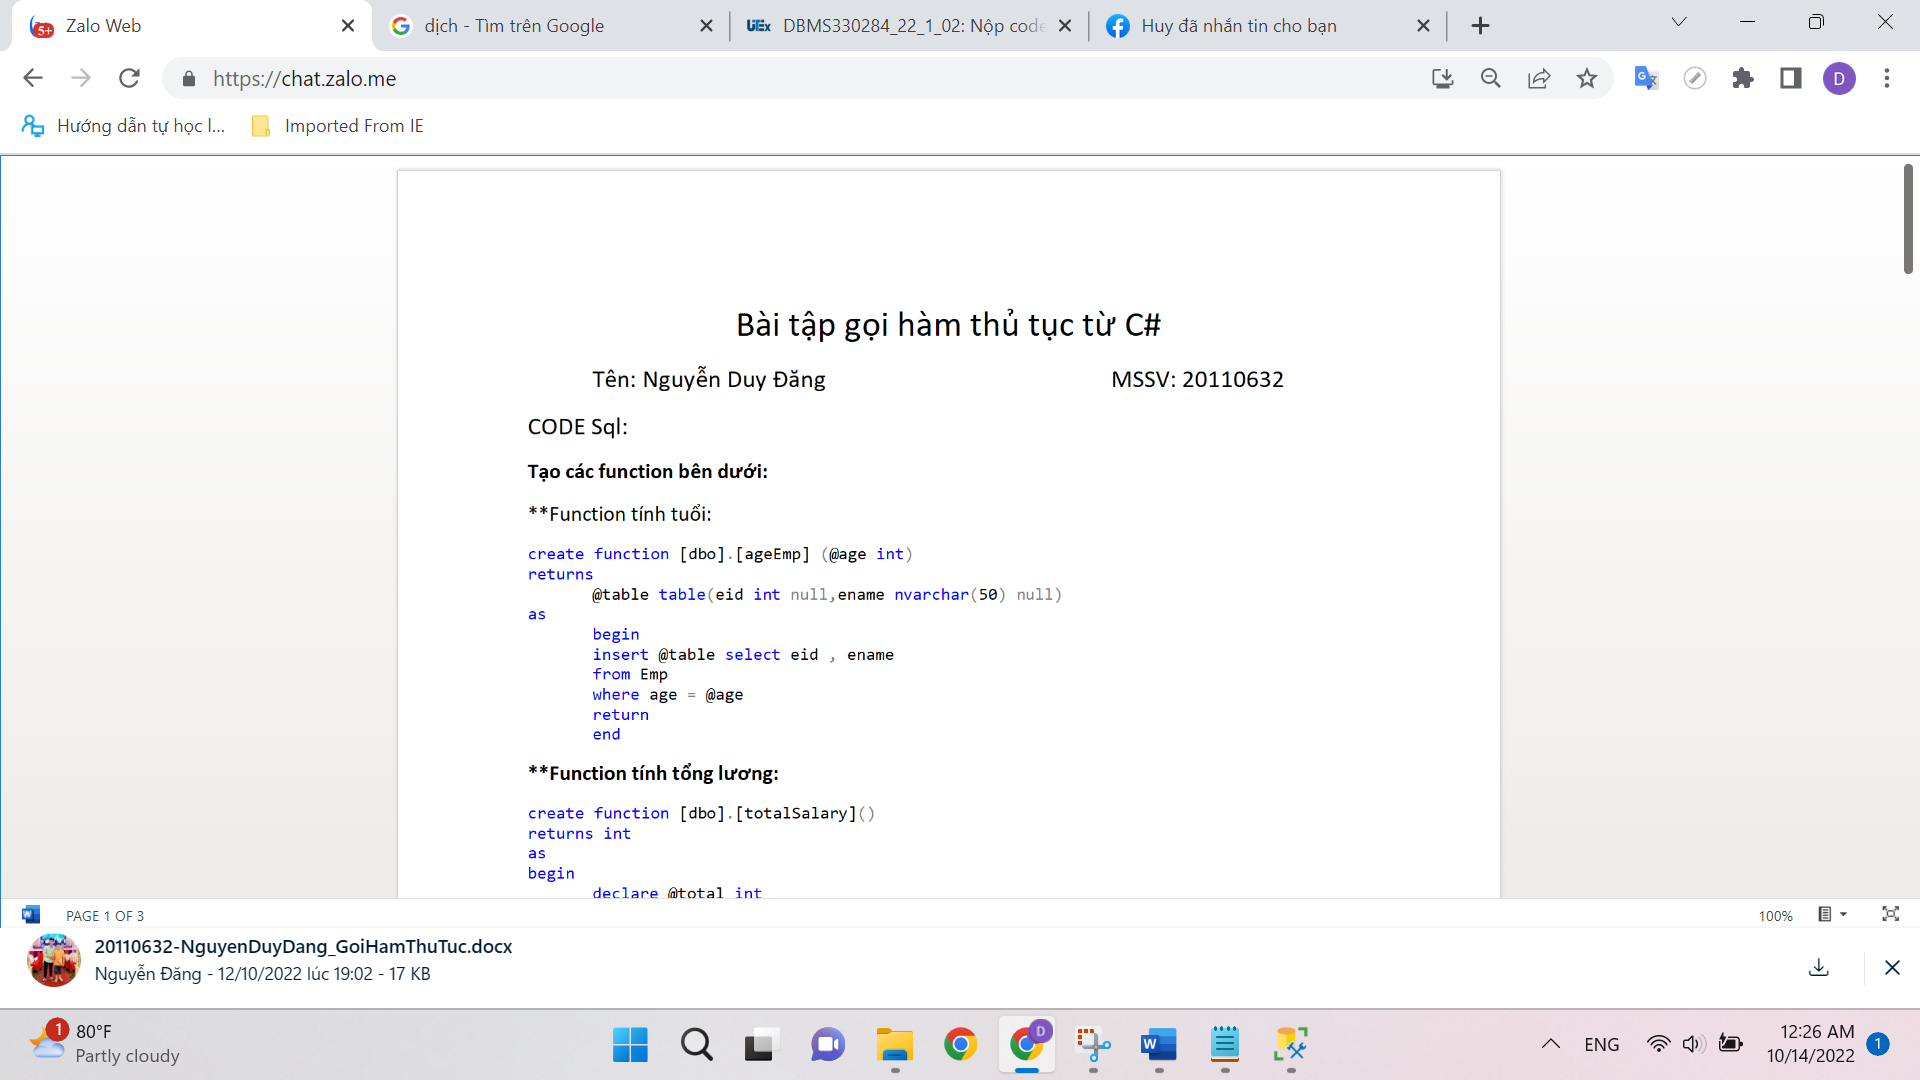 Zalo Web
dịch - Tìm trên Google
UTEx DBMS330284_22_1_02: Nộp code
Huy đã nhắn tin cho bạn
https://chat.zalo.me
D
Hướng dẫn tự học l...
Imported From IE
Bài tập gọi hàm thủ tục từ C#
Tên: Nguyễn Duy Đăng MSSV: 20110632
CODE Sql:
Tạo các function bên dưới:
**Function tính tuổi:
create function [dbo].[ageEmp] (@age int)
returns
@table table(eid int null,ename nvarchar(50) null)
as
begin
insert @table select eid , ename
from Emp
where age = @age
return
end
**Function tính tổng lương:
create function [dbo].[totalSalary]()
returns int
as
begin
declare @total int
PAGE 1 OF 3
100%
20110632-NguyenDuyDang_GoiHamThuTuc.docx
Nguyễn Đăng - 12/10/2022 lúc 19:02 - 17 KB
1
80°F
Partly cloudy
D
ENG
12:26 AM
10/14/2022
1